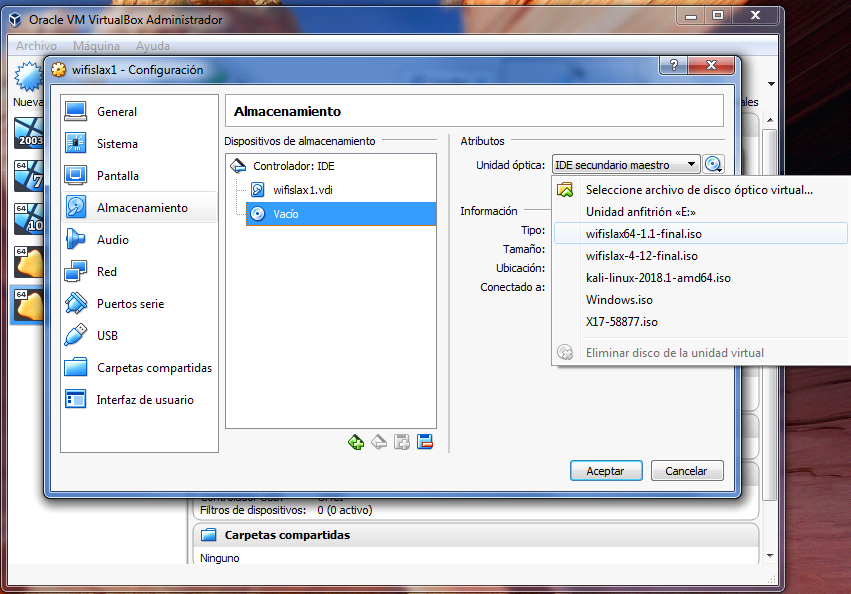 Oracle VM VirtualBox Administrador
Archivo Máquina Ayuda
wifislax1 - Configuración
Nueva
2003
64
7
64
10
64
64
General
Sistema
Pantalla
Almacenamiento
Audio
Red
Puertos serie
USB
Carpetas compartidas
Interfaz de usuario
Almacenamiento
Dispositivos de almacenamiento
Controlador: IDE
wifislax1.vdi
Vacío
Atributos
Unidad óptica: IDE secundario maestro
Información
Tipo:
Tamaño:
Ubicación:
Conectado a:
Seleccione archivo de disco óptico virtual...
Unidad anfitrión «E:»
wifislax64-1.1-final.iso
wifislax-4-12-final.iso
kali-linux-2018.1-amd64.iso
Windows.iso
X17-58877.iso
Eliminar disco de la unidad virtual
Aceptar Cancelar
Filtros de dispositivos: 0 (0 activo)
Carpetas compartidas
Ninguno